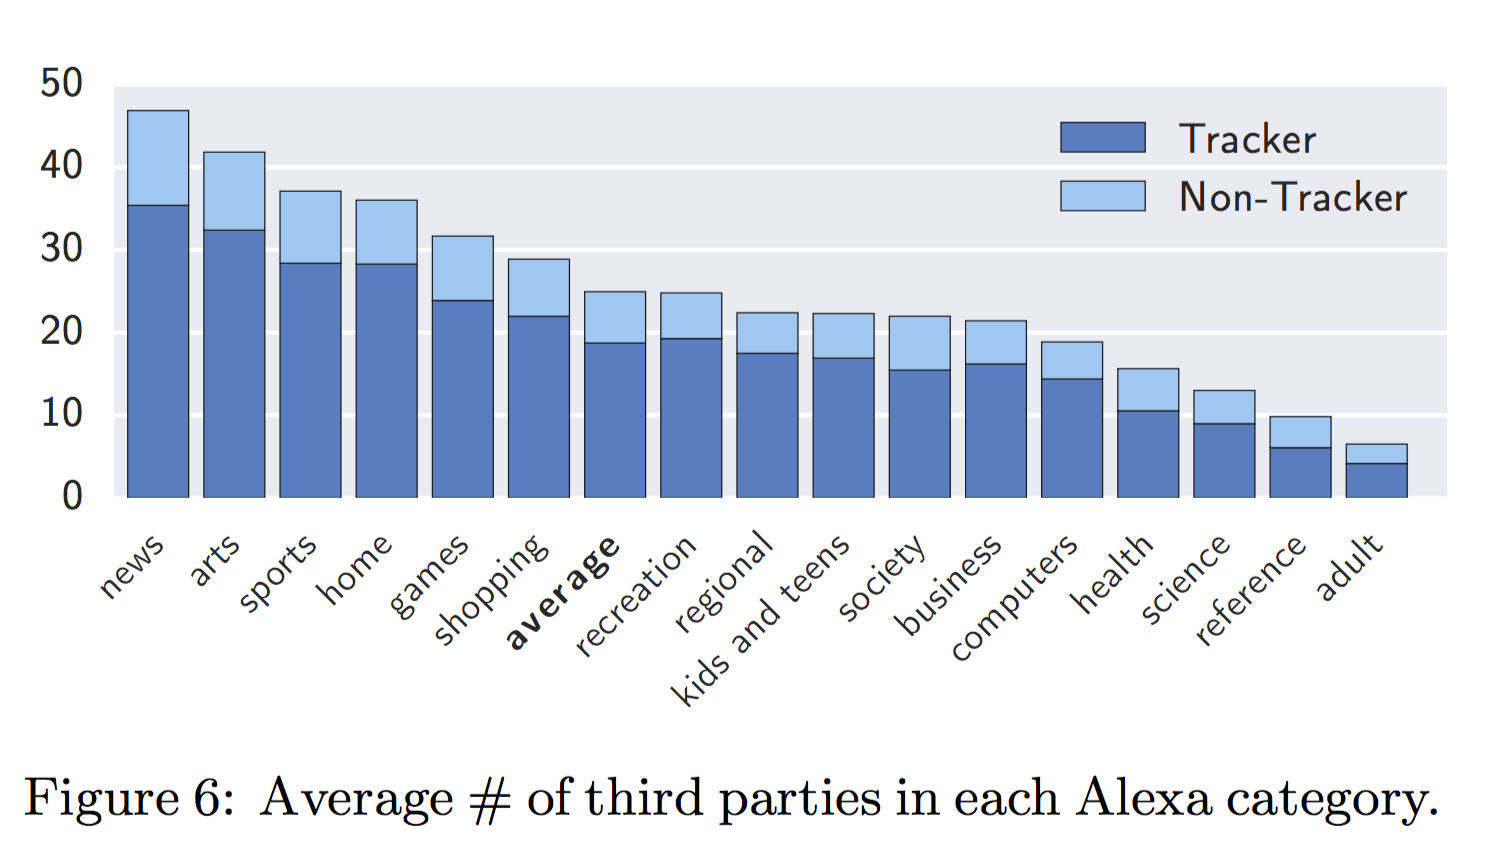 50
40
30
20
10
0
Tracker
Non-Tracker
news
arts
sports
home
games
shopping
average
recreation
regional
kids and teens
society
business
computers
health
science
reference
adult
Figure 6: Average # of third parties in each Alexa category.